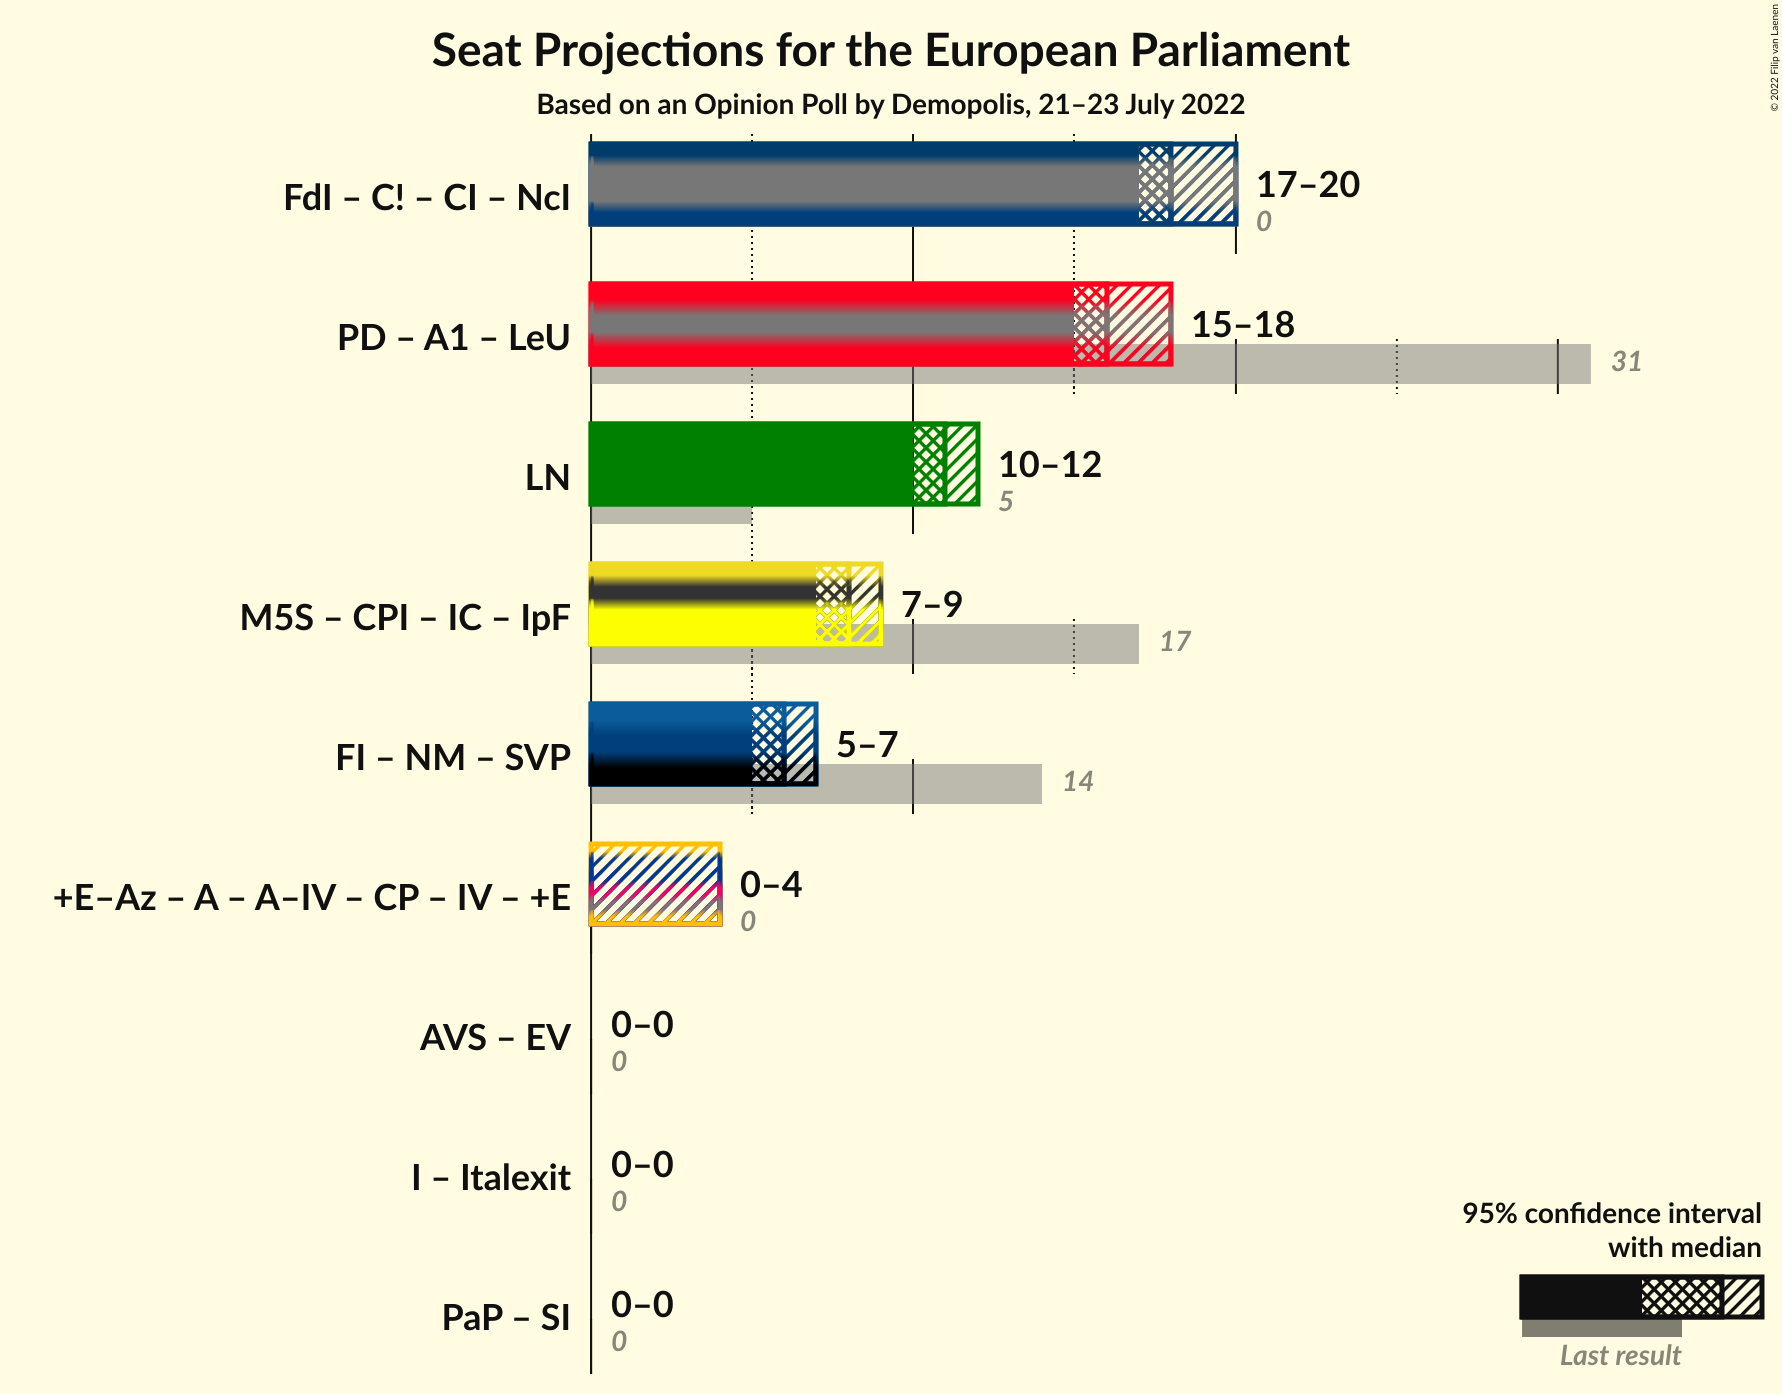 Seat Projections for the European Parliament
Based on an Opinion Poll by Demopolis, 21–23 July 2022
© 2022 Filip van Laenen
FdI – C! – CI – NcI
17–20
0
PD – A1 – LeU
15–18
31
LN
10–12
5
M5S – CPI – IC – IpF
7–9
17
FI – NM – SVP
5–7
14
+E–Az – A – A–IV – CP – IV – +E
0–4
0
AVS – EV
0–0
0
I – Italexit
0–0
0
PaP – SI
0–0
0
95% confidence interval
with median
Last result